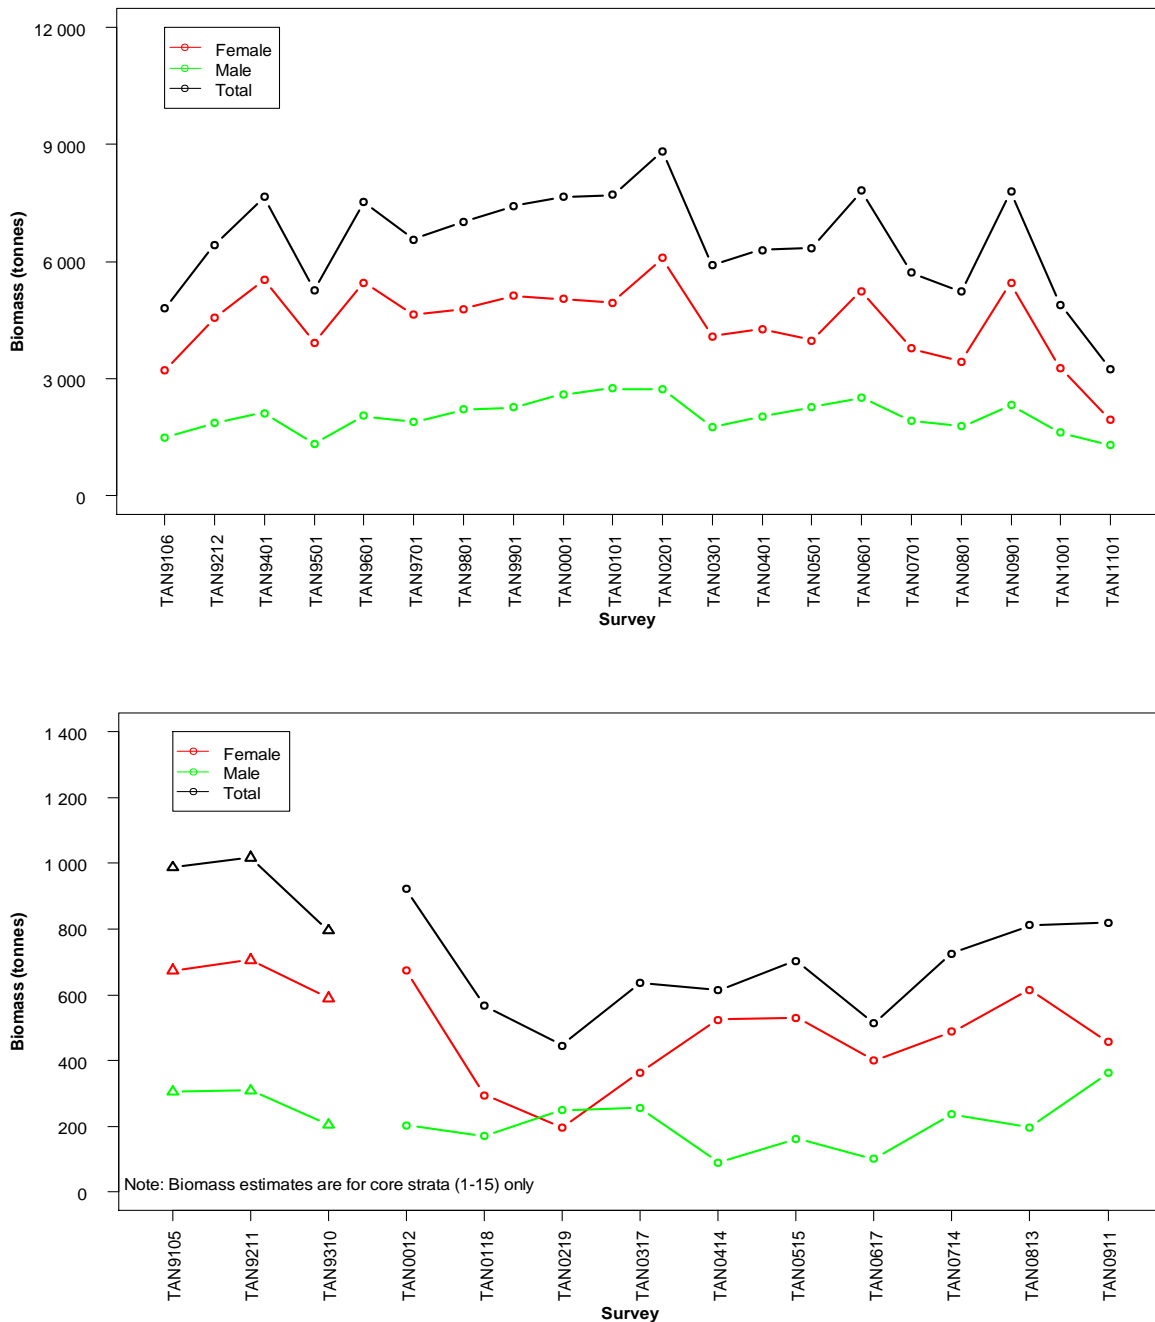 12 000
9 000
6 000
3 000
0
Biomass (tonnes)
Female
Male
Total
TAN9106
TAN9212
TAN9401
TAN9501
TAN9601
TAN9701
TAN9801
TAN9901
TAN0001
TAN0101
TAN0201
TAN0301
TAN0401
TAN0501
TAN0601
TAN0701
TAN0801
TAN0901
TAN1001
TAN1101
Survey
1 400
1 200
1 000
800
600
400
200
0
Biomass (tonnes)
Female
Male
Total
Note: Biomass estimates are for core strata (1-15) only
TAN9105
TAN9211
TAN9310
TAN0012
TAN0118
TAN0219
TAN0317
TAN0414
TAN0515
TAN0617
TAN0714
TAN0813
TAN0911
Survey